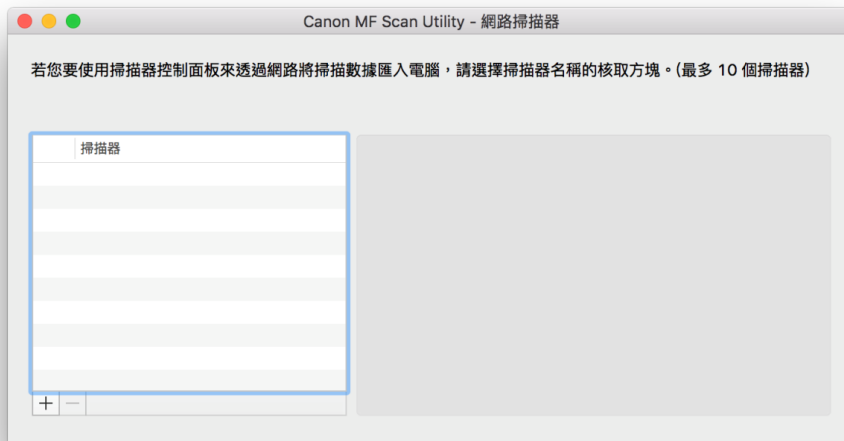 Canon MF Scan Utility - 網路掃描器
若您要使用掃描器控制面板來透過網路將掃描數據匯入電腦，請選擇掃描器名稱的核取方塊。(最多 10 個掃描器)
掃描器